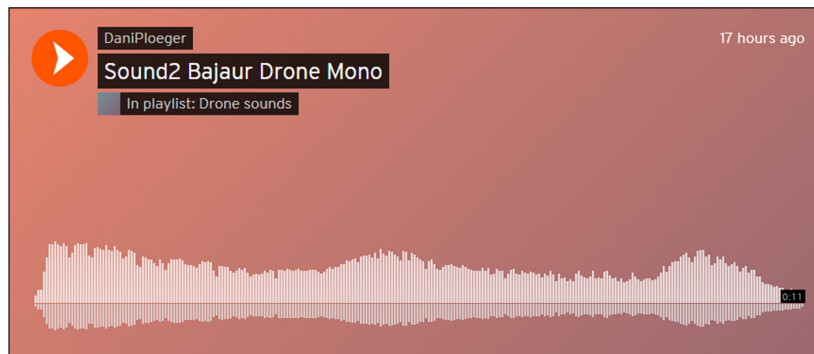 DaniPloeger
17 hours ago
Sound2 Bajaur Drone Mono
In playlist: Drone sounds
0:11